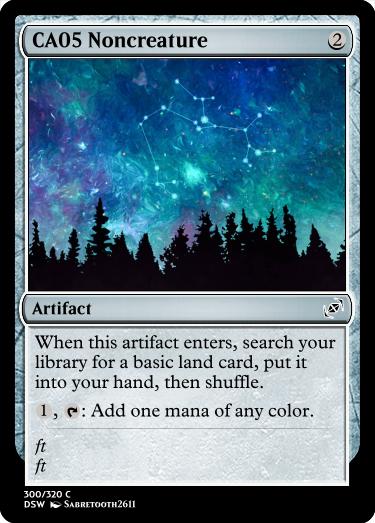 CA05 Noncreature 2
Artifact
When this artifact enters, search your
library for a basic land card, put it
into your hand, then shuffle.
1, : Add one mana of any color.
ft
ft
300/320 C
DSW Sabretooth2611